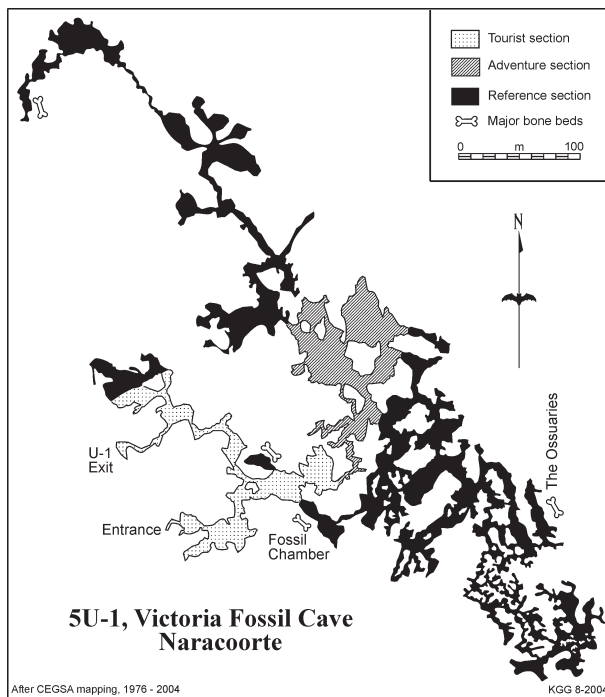 Tourist section
Adventure section
Reference section
Major bone beds
0 m 100
N
The Ossuaries
U-1
Exit
Entrance
Fossil
Chamber
5U-1, Victoria Fossil Cave
Naracoorte
After CEGSA mapping, 1976 - 2004
KGG 8-2004